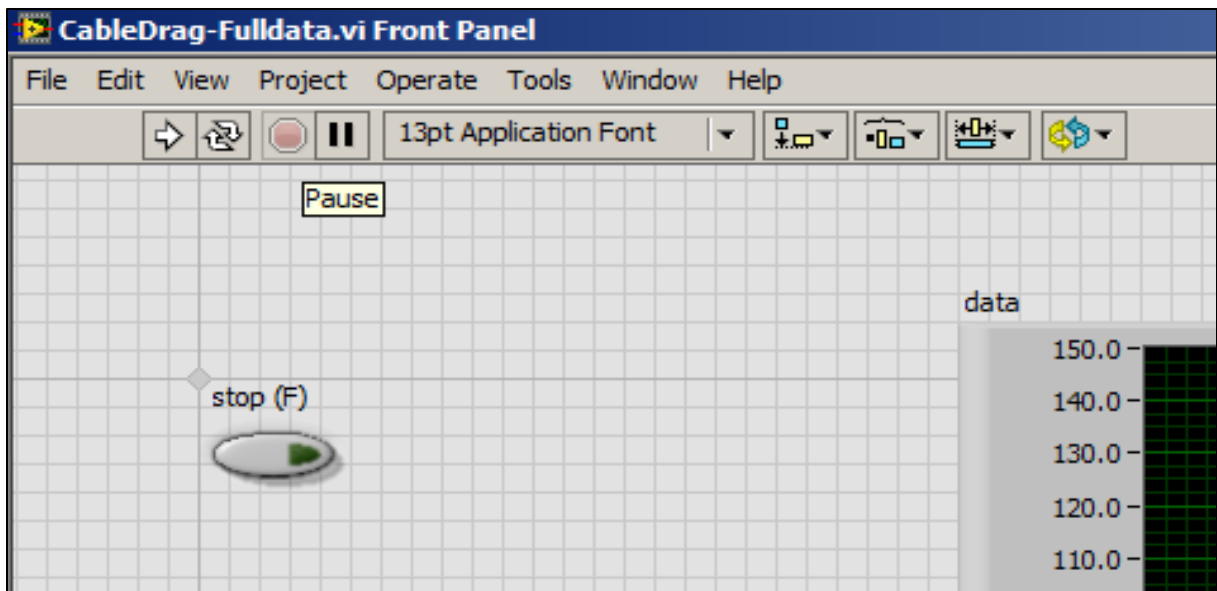 CableDrag-Fulldata.vi Front Panel
File Edit View Project Operate Tools Window Help
13pt Application Font
Pause
data
150.0
stop (F)
140.0
130.0
120.0
110.0